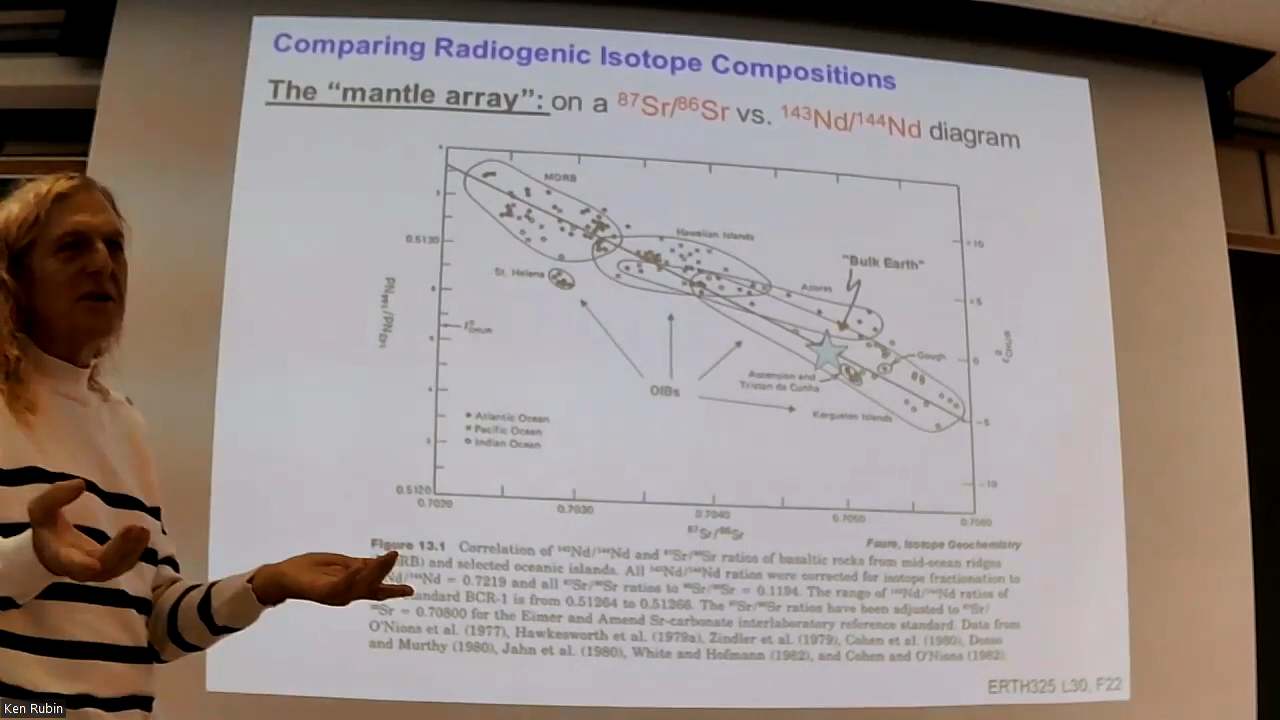 Comparing Radiogenic Isotope Compositions
The “mantle array”: on a ⁸⁷Sr/⁸⁶Sr vs. ¹⁴³Nd/¹⁴⁴Nd diagram
MORB
Hawaiian Islands
0.5130
+10
"Bulk Earth"
St. Helena
Azores
+5
Gough
0
Ascension and
Tristan da Cunha
OIBs
Kerguelen Islands
-5
• Atlantic Ocean
× Pacific Ocean
o Indian Ocean
-10
0.5120
0.7020
0.7030
0.7040
0.7050
0.7060
⁸⁷Sr/⁸⁶Sr
Faure, Isotope Geochemistry
Figure 13.1 Correlation of ¹⁴³Nd/¹⁴⁴Nd and ⁸⁷Sr/⁸⁶Sr ratios of basaltic rocks from mid-ocean ridges
RB) and selected oceanic islands. All ¹⁴³Nd/¹⁴⁴Nd ratios were corrected for isotope fractionation to
Nd/¹⁴⁴Nd = 0.7219 and all ⁸⁷Sr/⁸⁶Sr ratios to ⁸⁶Sr/⁸⁸Sr = 0.1194. The range of ¹⁴³Nd/¹⁴⁴Nd ratios of
andard BCR-1 is from 0.51264 to 0.51266. The ⁸⁷Sr/⁸⁶Sr ratios have been adjusted to ⁸⁷Sr/
⁸⁶Sr = 0.70800 for the Eimer and Amend Sr-carbonate interlaboratory reference standard. Data from
O'Nions et al. (1977), Hawkesworth et al. (1979a), Zindler et al. (1979), Cohen et al. (1980), Dosso
and Murthy (1980), Jahn et al. (1980), White and Hofmann (1982), and Cohen and O'Nions (1982).
ERTH325 L30, F22
Ken Rubin